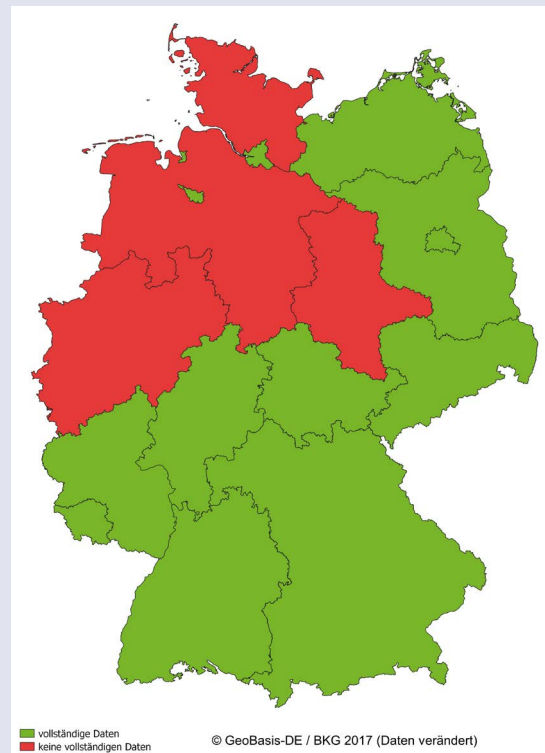 vollständige Daten
keine vollständigen Daten
© GeoBasis-DE / BKG 2017 (Daten verändert)